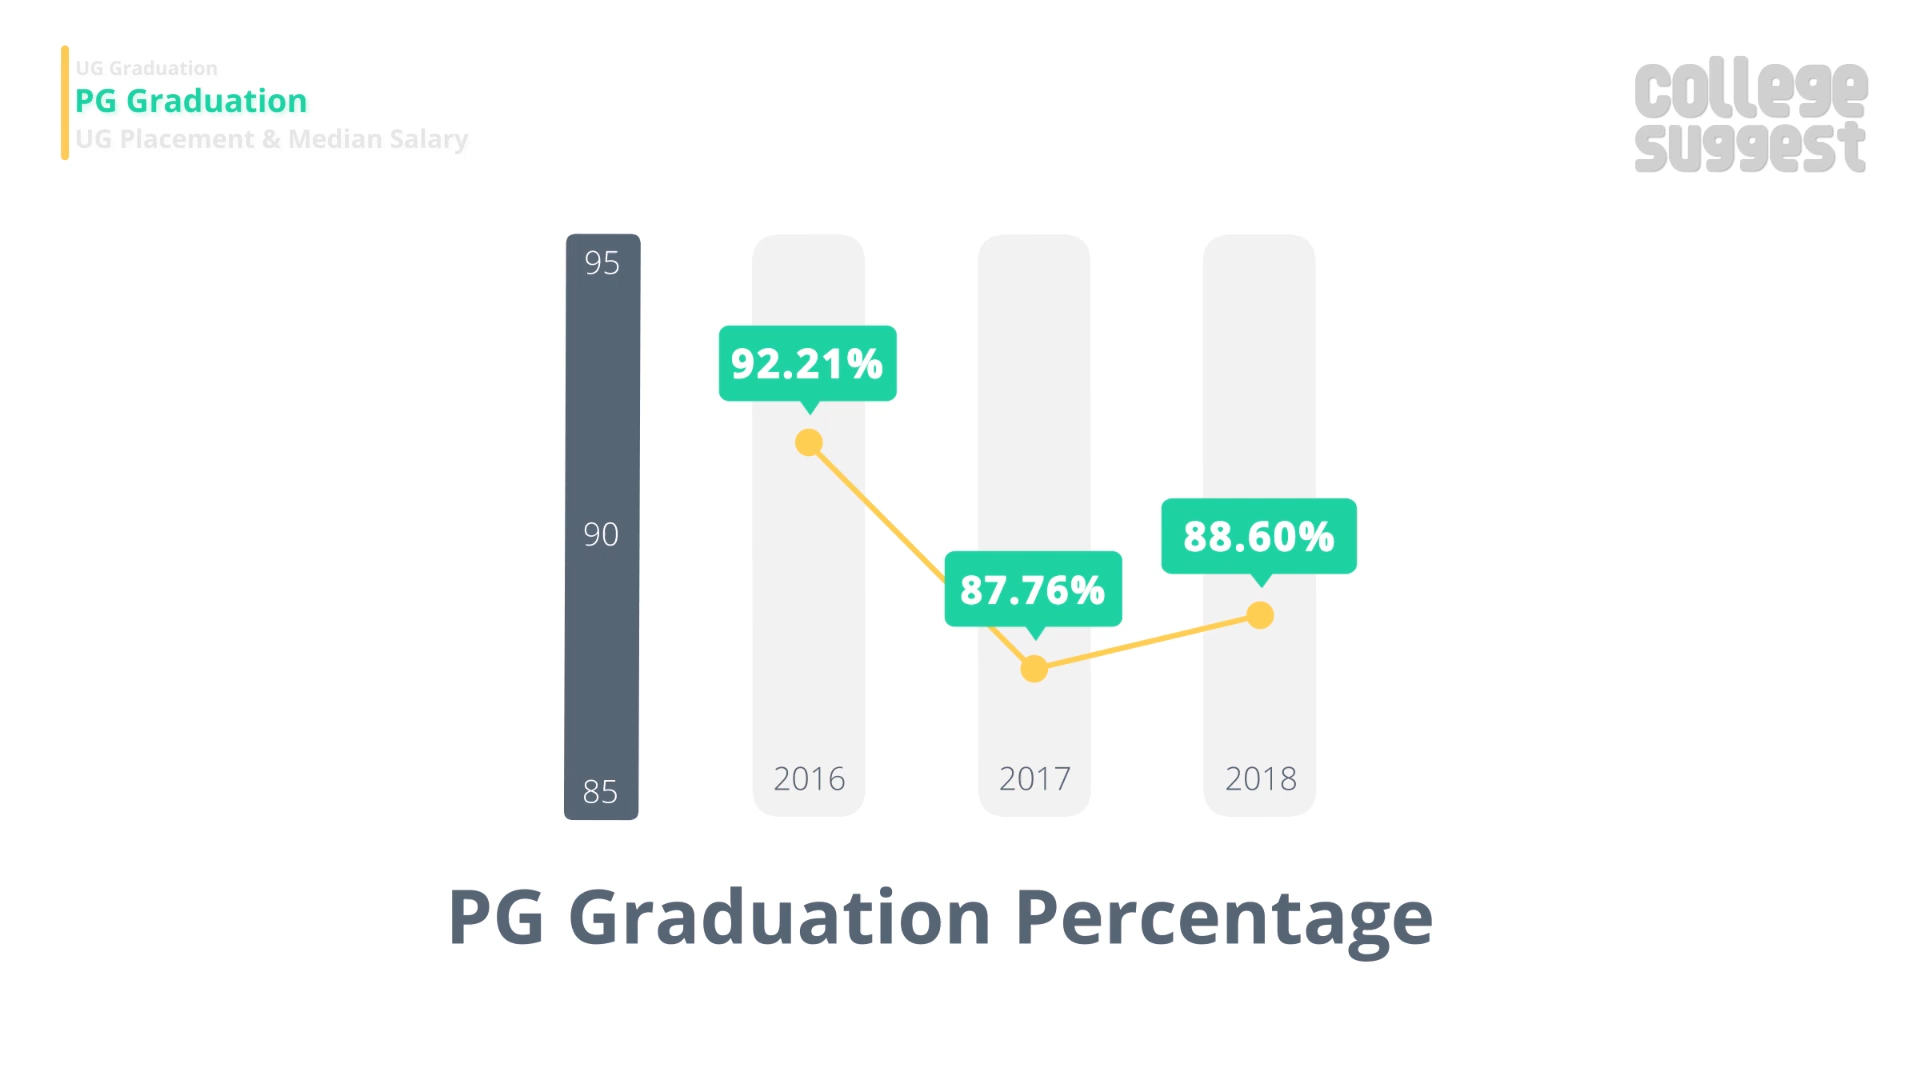 UG Graduation
PG Graduation
UG Placement & Median Salary
college
suggest
95
90
85
92.21%
87.76%
88.60%
2016
2017
2018
PG Graduation Percentage